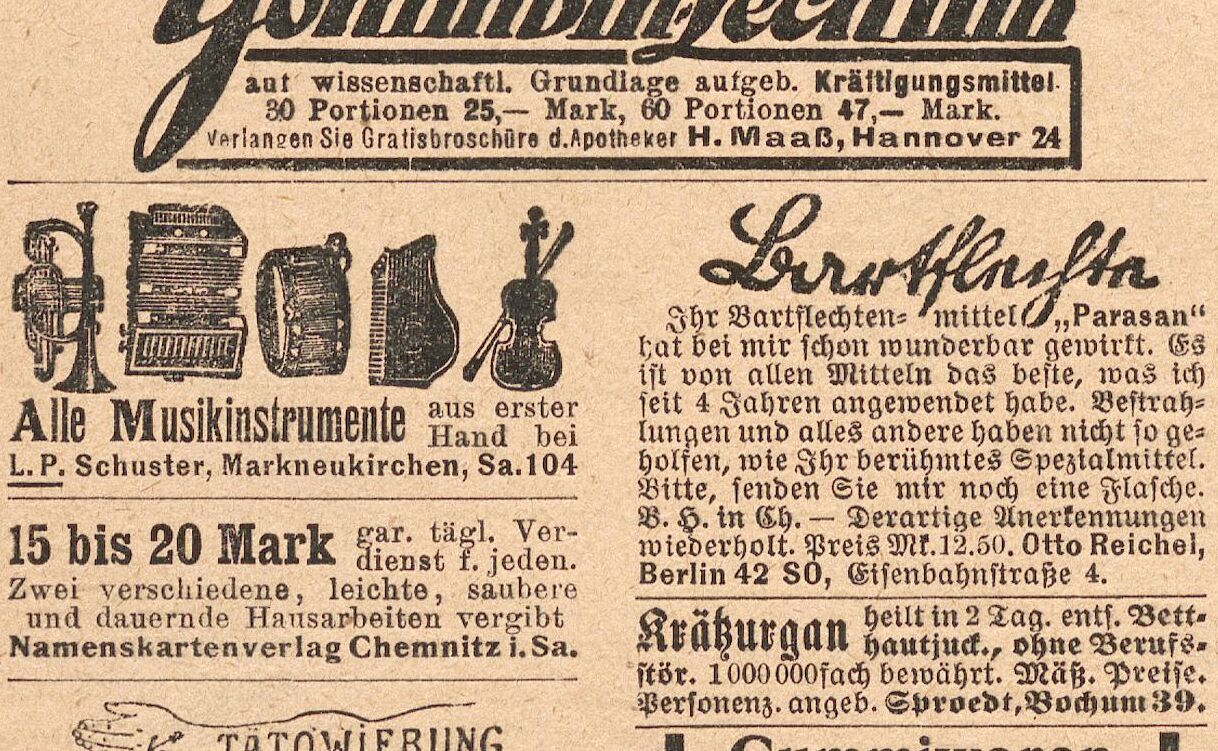 auf wissenschaftl. Grundlage aufgeb. Kräftigungsmittel.
30 Portionen 25,— Mark, 60 Portionen 47,— Mark.
Verlangen Sie Gratisbroschüre d. Apotheker H. Maaß, Hannover 24
Alle Musikinstrumente aus erster
Hand bei
L. P. Schuster, Markneukirchen, Sa. 104
15 bis 20 Mark gar. tägl. Ver-
dienst f. jeden.
Zwei verschiedene, leichte, saubere
und dauernde Hausarbeiten vergibt
Namenskartenverlag Chemnitz i. Sa.
TÄTOWIERUNG
Bartflechte
Ihr Bartflechten-mittel „Parasan“
hat bei mir schon wunderbar gewirkt. Es
ist von allen Mitteln das beste, was ich
seit 4 Jahren angewendet habe. Bestrah-
lungen und alles andere haben nicht so ge-
holfen, wie Ihr berühmtes Spezialmittel.
Bitte, senden Sie mir noch eine Flasche.
B. H. in Ch. — Derartige Anerkennungen
wiederholt. Preis Mk. 12.50. Otto Reichel,
Berlin 42 SO, Eisenbahnstraße 4.
Krätzurgan heilt in 2 Tag. ents. Bett-
hautjuck., ohne Berufs-
stör. 1000000fach bewährt. Mäß. Preise.
Personenz. angeb. Sproedt, Bochum 39.